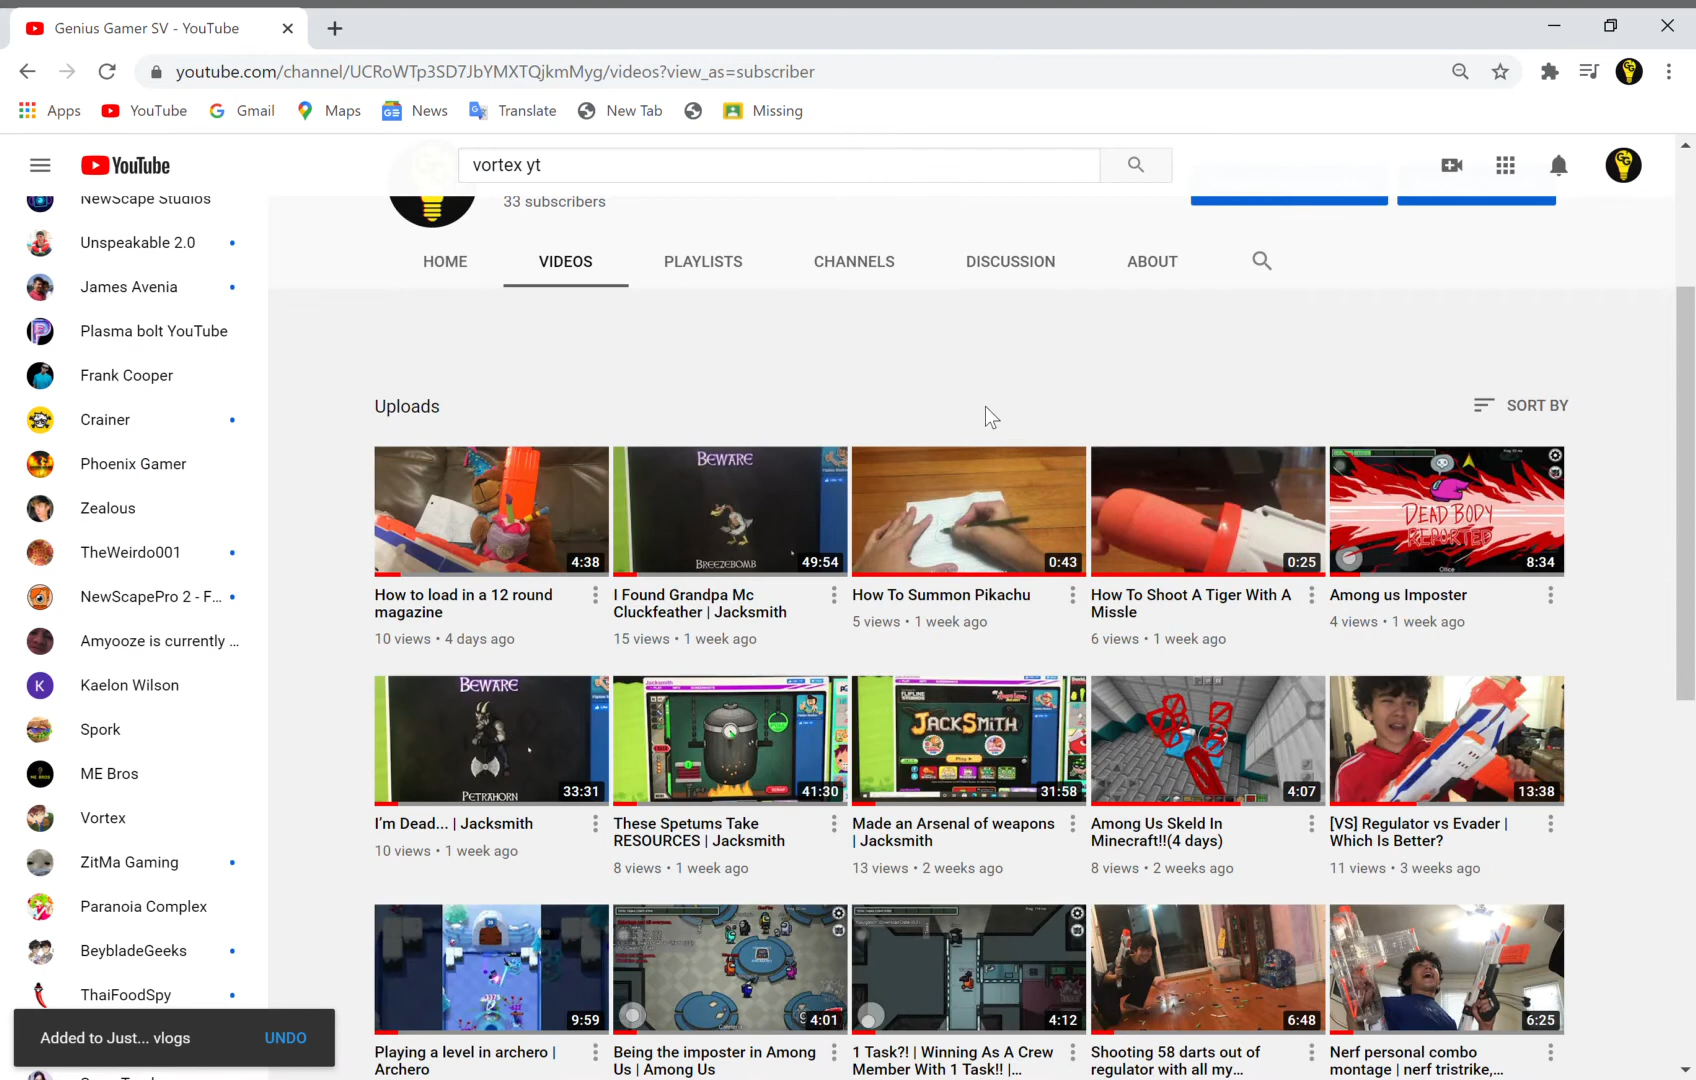 Genius Gamer SV - YouTube
youtube.com/channel/UCRoWTp3SD7JbYMXTQjkmMyg/videos?view_as=subscriber
Apps YouTube Gmail Maps News Translate New Tab Missing
YouTube
vortex yt
33 subscribers
HOME VIDEOS PLAYLISTS CHANNELS DISCUSSION ABOUT
NewScape Studios
Unspeakable 2.0
James Avenia
Plasma bolt YouTube
Frank Cooper
Crainer
Phoenix Gamer
Zealous
TheWeirdo001
NewScapePro 2 - F...
Amyooze is currently ...
K
Kaelon Wilson
Spork
ME Bros
Vortex
ZitMa Gaming
Paranoia Complex
BeybladeGeeks
ThaiFoodSpy
Added to Just... vlogs UNDO
Uploads
SORT BY
4:38
How to load in a 12 round
magazine
10 views • 4 days ago
BEWARE
BREEZEBOMB
49:54
I Found Grandpa Mc
Cluckfeather | Jacksmith
15 views • 1 week ago
0:43
How To Summon Pikachu
5 views • 1 week ago
0:25
How To Shoot A Tiger With A
Missle
6 views • 1 week ago
DEAD BODY
REPORTED
Office
8:34
Among us Imposter
4 views • 1 week ago
BEWARE
PETRAHORN
33:31
I'm Dead... | Jacksmith
10 views • 1 week ago
41:30
These Spetums Take
RESOURCES | Jacksmith
8 views • 1 week ago
JACKSMITH
Play
31:58
Made an Arsenal of weapons
| Jacksmith
13 views • 2 weeks ago
4:07
Among Us Skeld In
Minecraft!!(4 days)
8 views • 2 weeks ago
13:38
[VS] Regulator vs Evader |
Which Is Better?
11 views • 3 weeks ago
9:59
Playing a level in archero |
Archero
4:01
Being the imposter in Among
Us | Among Us
4:12
1 Task?! | Winning As A Crew
Member With 1 Task!! |...
6:48
Shooting 58 darts out of
regulator with all my...
6:25
Nerf personal combo
montage | nerf tristrike,...